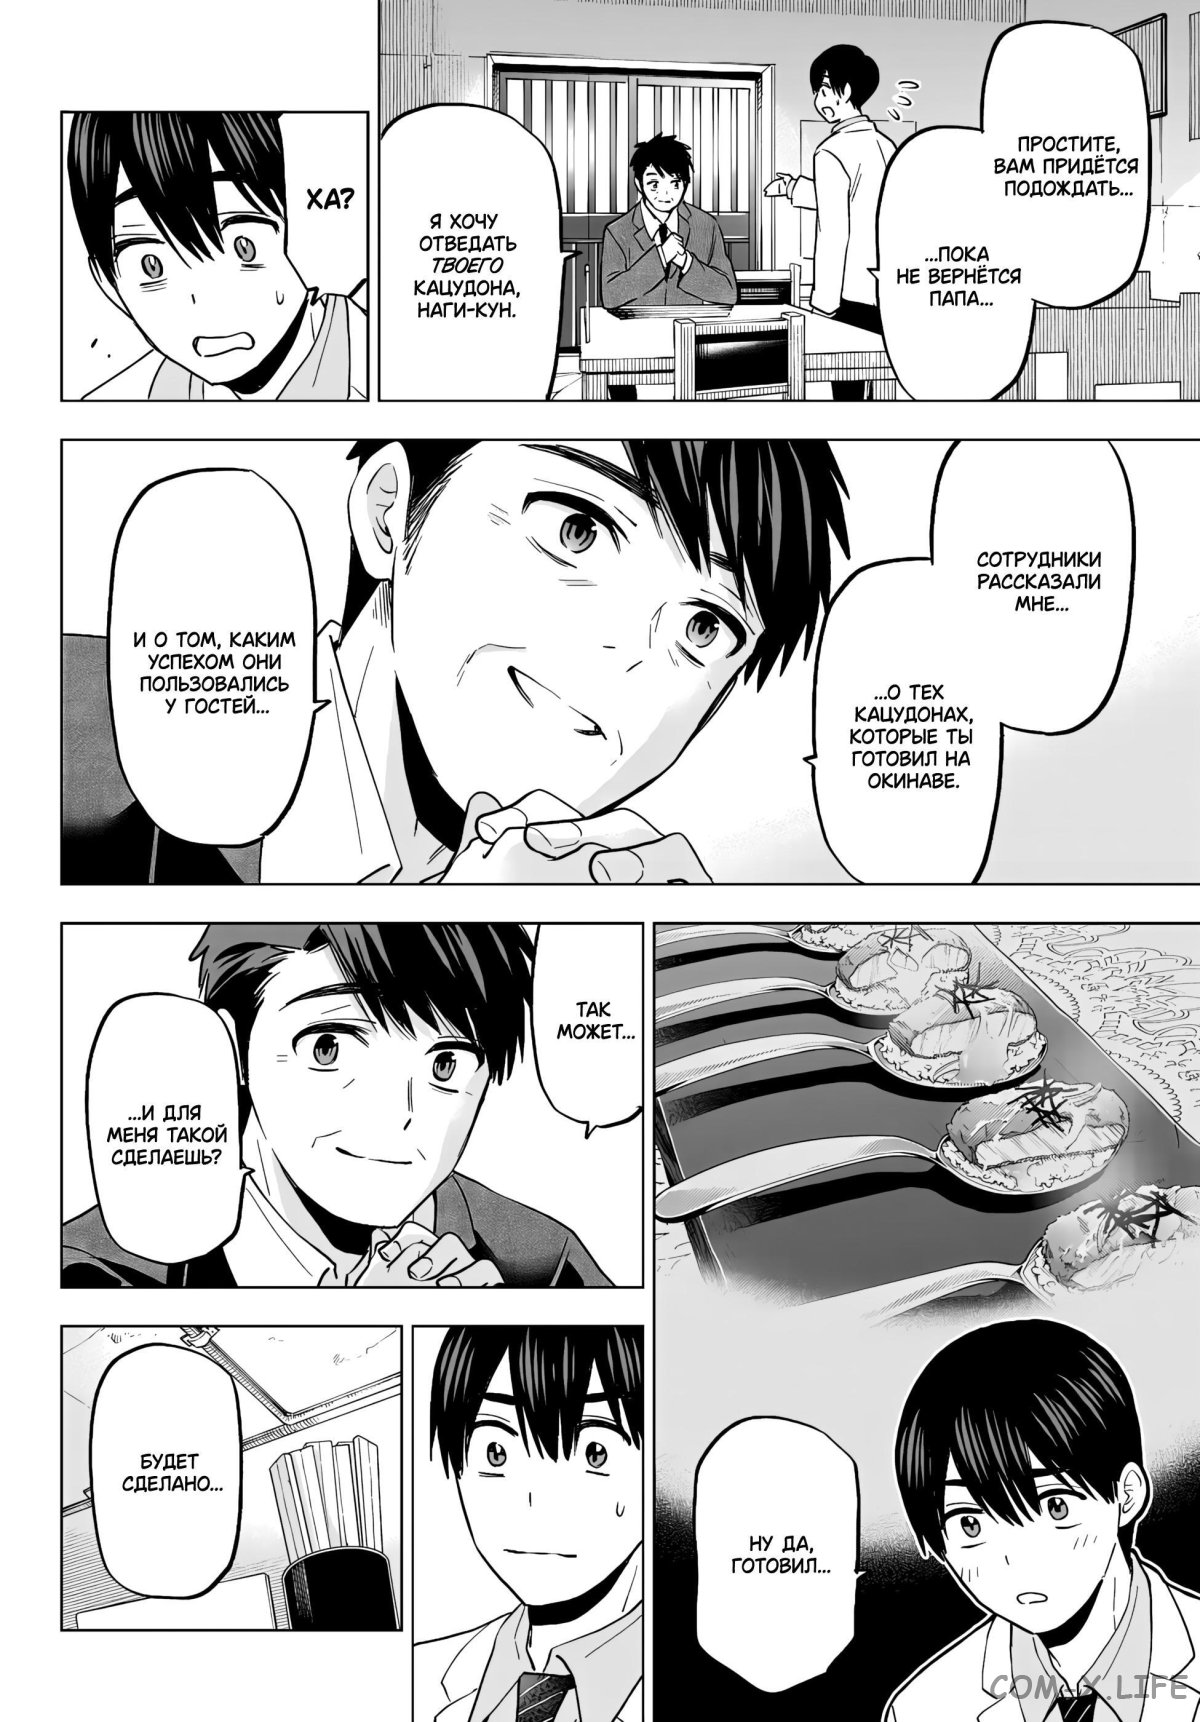 ПРОСТИТЕ,
ВАМ ПРИДЁТСЯ
ПОДОЖДАТЬ...
...ПОКА
НЕ ВЕРНЁТСЯ
ПАПА...
Я ХОЧУ
ОТВЕДАТЬ
ТВОЕГО
КАЦУДОНА,
НАГИ-КУН.
ХА?
СОТРУДНИКИ
РАССКАЗАЛИ
МНЕ...
...О ТЕХ
КАЦУДОНАХ,
КОТОРЫЕ ТЫ
ГОТОВИЛ НА
ОКИНАВЕ.
И О ТОМ, КАКИМ
УСПЕХОМ ОНИ
ПОЛЬЗОВАЛИСЬ
У ГОСТЕЙ...
НУ ДА,
ГОТОВИЛ...
ТАК
МОЖЕТ...
...И ДЛЯ
МЕНЯ ТАКОЙ
СДЕЛАЕШЬ?
БУДЕТ
СДЕЛАНО...
COM-X.LIFE